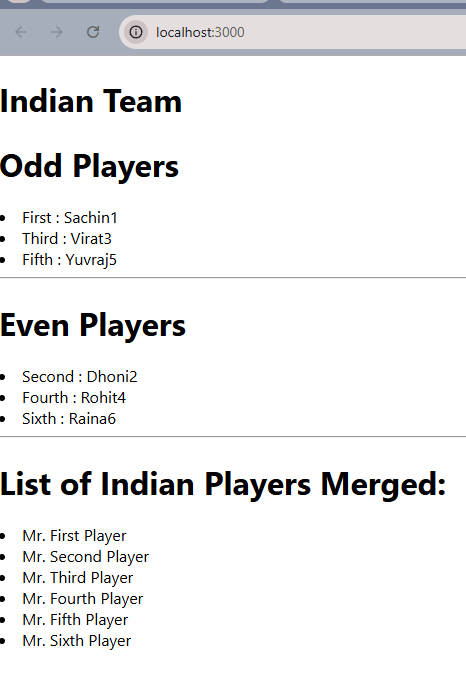 localhost:3000
Indian Team
Odd Players
First : Sachin1
Third : Virat3
Fifth : Yuvraj5
Even Players
Second : Dhoni2
Fourth : Rohit4
Sixth : Raina6
List of Indian Players Merged:
Mr. First Player
Mr. Second Player
Mr. Third Player
Mr. Fourth Player
Mr. Fifth Player
Mr. Sixth Player